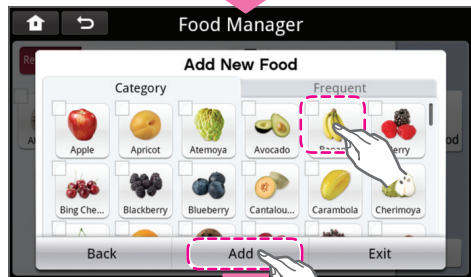 Food Manager
Add New Food
Category Frequent
Apple Apricot Atemoya Avocado
Bing Che... Blackberry Blueberry Cantalou... Carambola Cherimoya
Back Add Exit